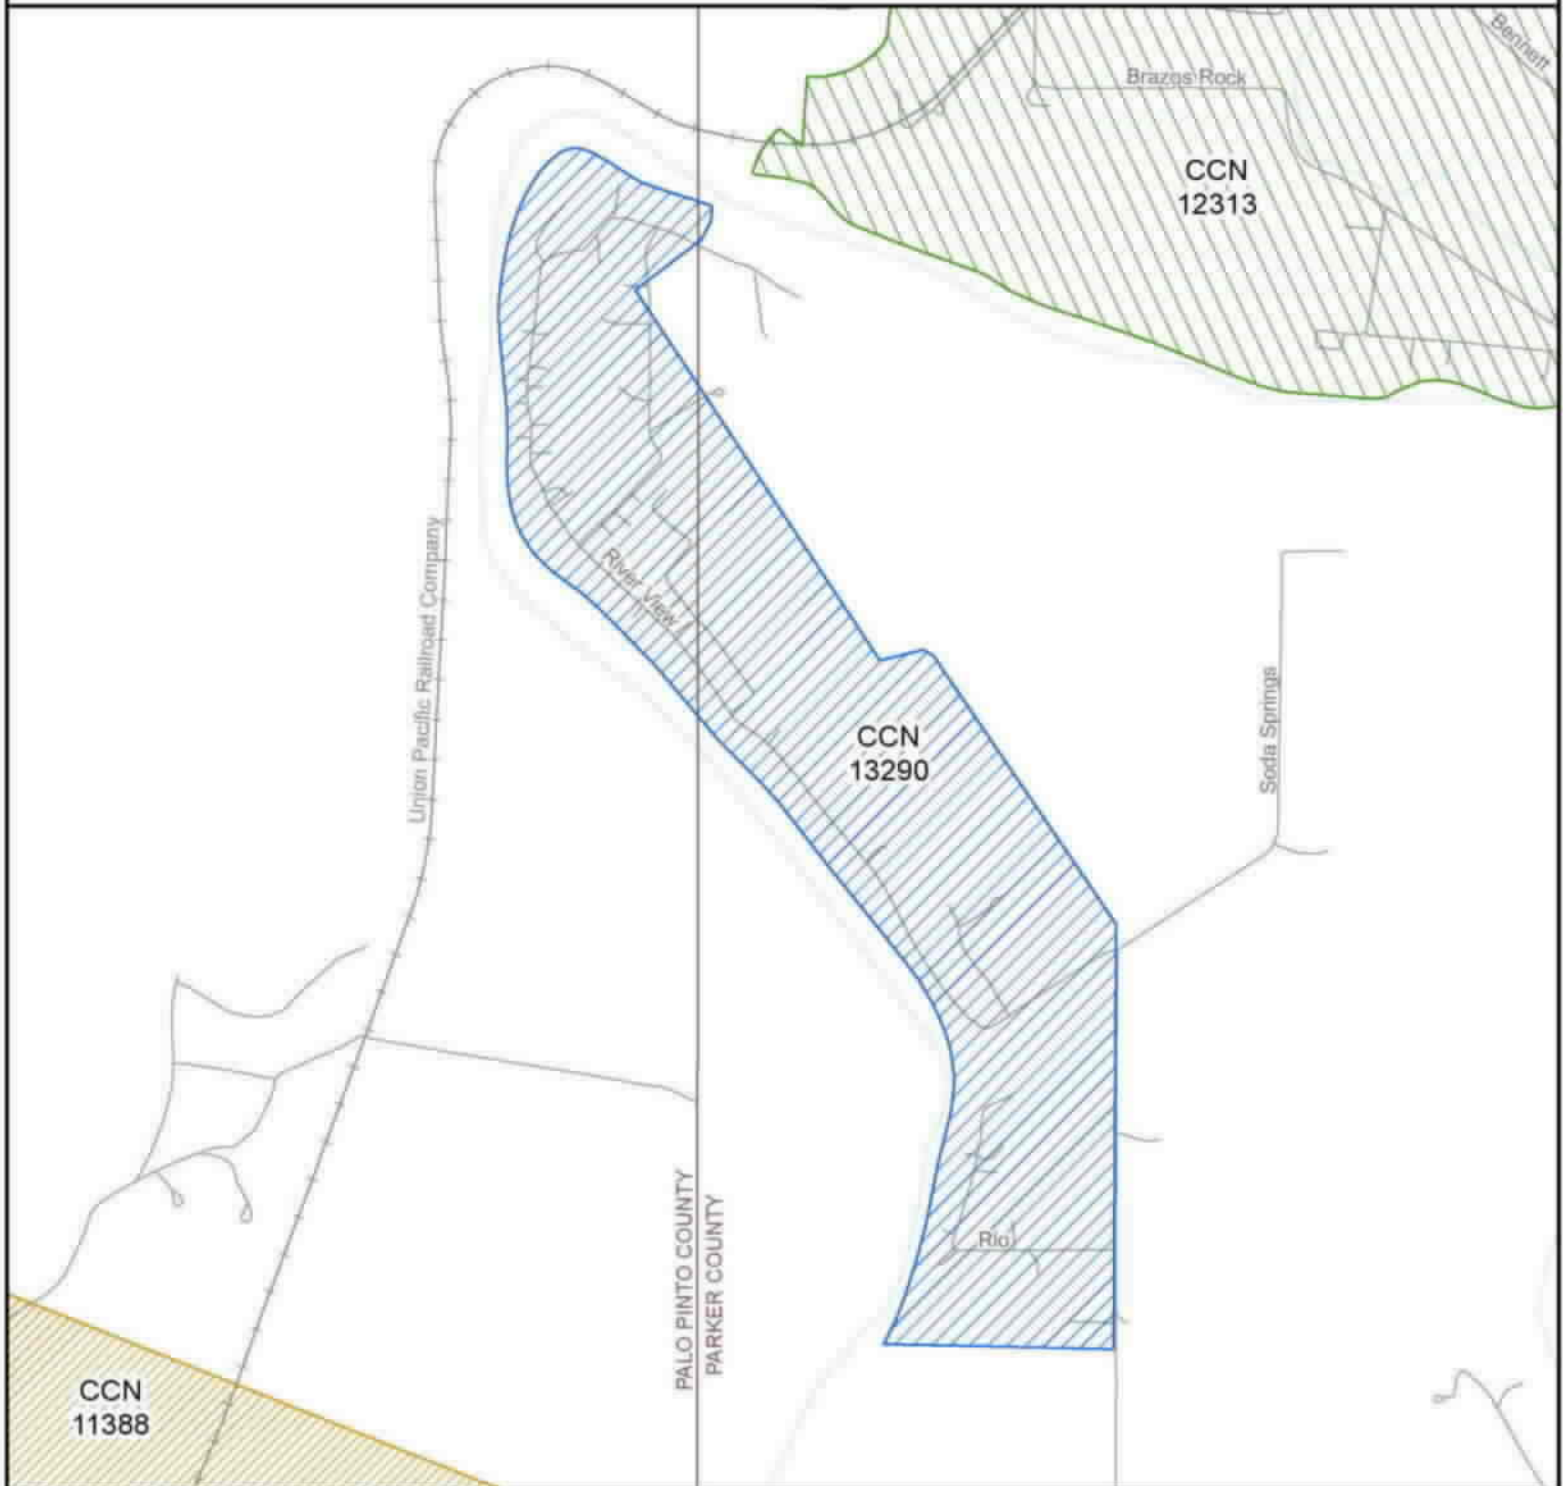 Bennett
Brazos Rock
CCN
12313
Union Pacific Railroad Company
River View
CCN
13290
Soda Springs
PALO PINTO COUNTY
PARKER COUNTY
Rio
CCN
11388